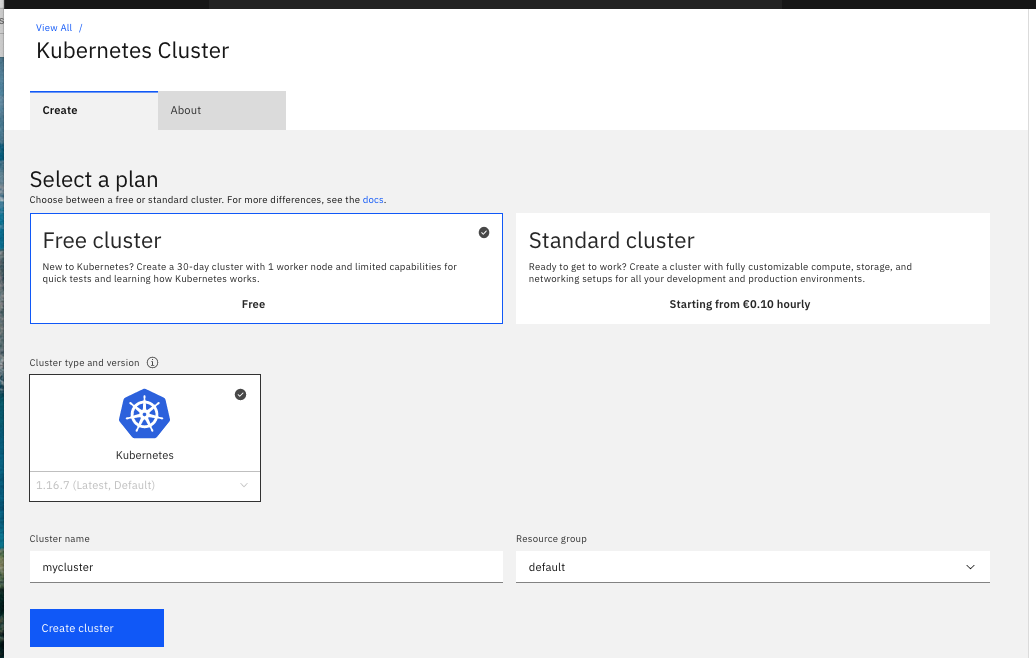 View All /
Kubernetes Cluster
Create
About
Select a plan
Choose between a free or standard cluster. For more differences, see the docs.
Free cluster
New to Kubernetes? Create a 30-day cluster with 1 worker node and limited capabilities for
quick tests and learning how Kubernetes works.
Free
Standard cluster
Ready to get to work? Create a cluster with fully customizable compute, storage, and
networking setups for all your development and production environments.
Starting from €0.10 hourly
Cluster type and version
Kubernetes
1.16.7 (Latest, Default)
Cluster name
mycluster
Resource group
default
Create cluster